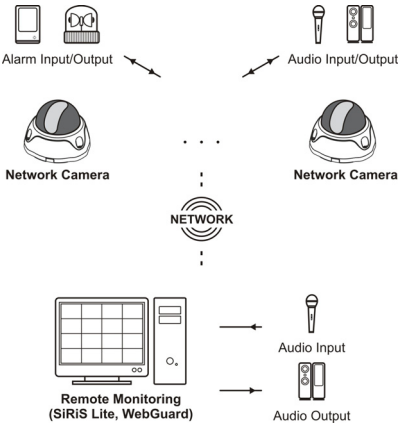 Alarm Input/Output
Audio Input/Output
Network Camera
Network Camera
NETWORK
Audio Input
Remote Monitoring
(SiRiS Lite, WebGuard)
Audio Output